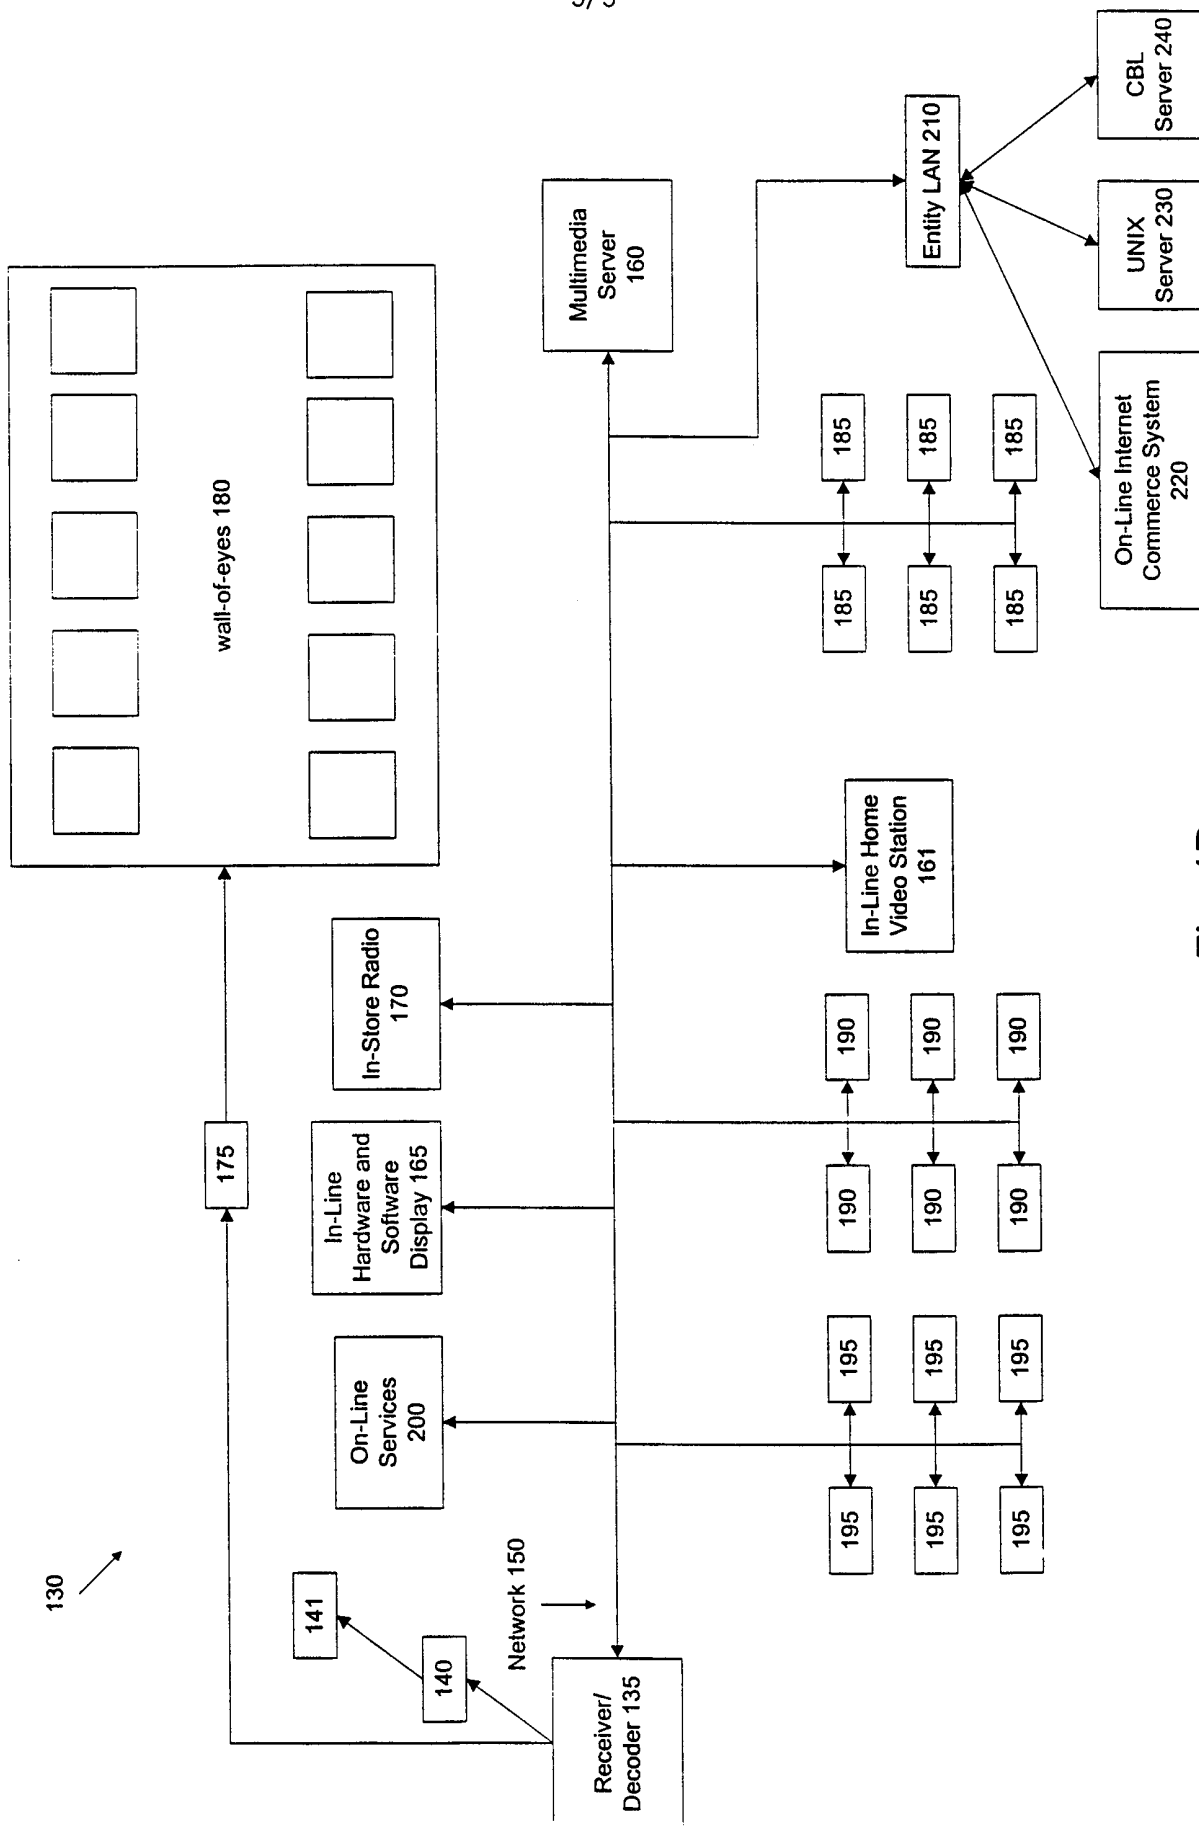 130
175
wall-of-eyes 180
141
140
On-Line
Services
200
In-Line
Hardware and
Software
Display 165
In-Store Radio
170
Network 150
Receiver/
Decoder 135
Multimedia
Server
160
195
195
195
195
195
195
190
190
190
190
190
190
In-Line Home
Video Station
161
185
185
185
185
185
185
Entity LAN 210
On-Line Internet
Commerce System
220
UNIX
Server 230
CBL
Server 240